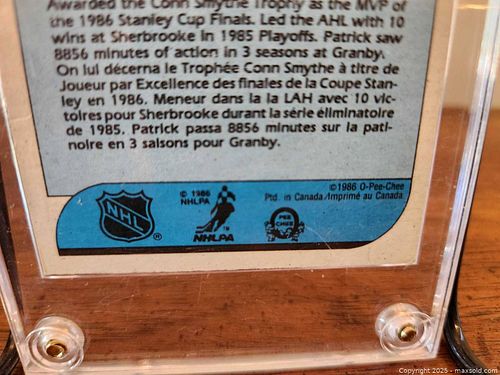 Awarded the Conn Smythe Trophy as the MVP of
the 1986 Stanley Cup Finals. Led the AHL with 10
wins at Sherbrooke in 1985 Playoffs. Patrick saw
8856 minutes of action in 3 seasons at Granby.
On lui décerna le Trophée Conn Smythe à titre de
Joueur par Excellence des finales de la Coupe Stan-
ley en 1986. Meneur dans la la LAH avec 10 vic-
toires pour Sherbrooke durant la série éliminatoire
de 1985. Patrick passa 8856 minutes sur la pati-
noire en 3 saisons pour Granby.
©1986 O-Pee-Chee
Ptd. in Canada/Imprimé au Canada
© 1986
NHLPA
NHL
®
NHLPA
™
O
PEE
CHEE
Copyright 2025 - maxsold.com